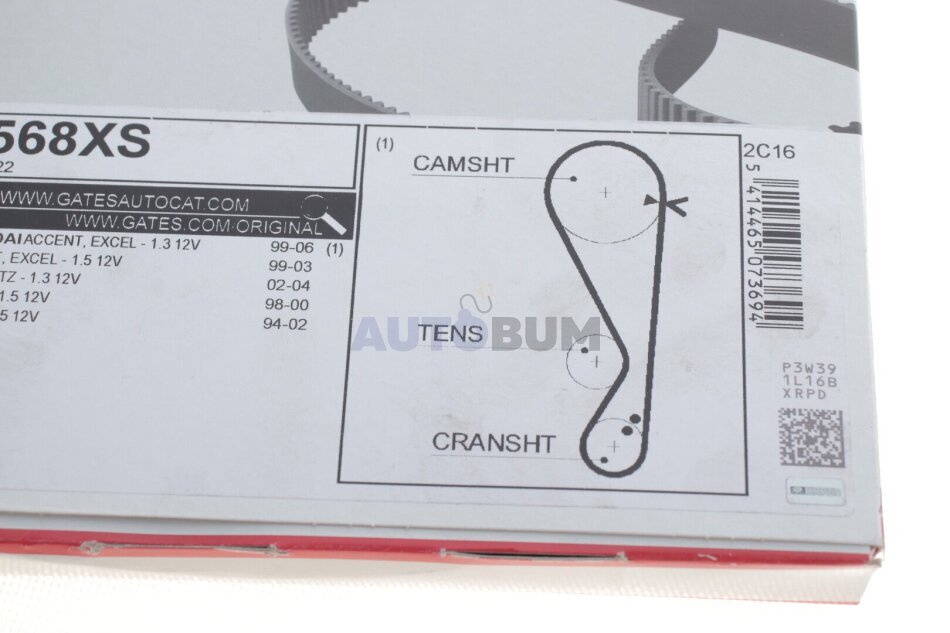 568XS
22
WWW.GATESAUTOCAT.COM
WWW.GATES.COM/ORIGINAL
DAI ACCENT, EXCEL - 1.3 12V 99-06 (1)
T, EXCEL - 1.5 12V 99-03
TZ - 1.3 12V 02-04
1.5 12V 98-00
5 12V 94-02
(1)
CAMSHT
TENS
CRANSHT
AUTOBUM
2C16
5 414465 073694
P3W39
1L16B
XRPD